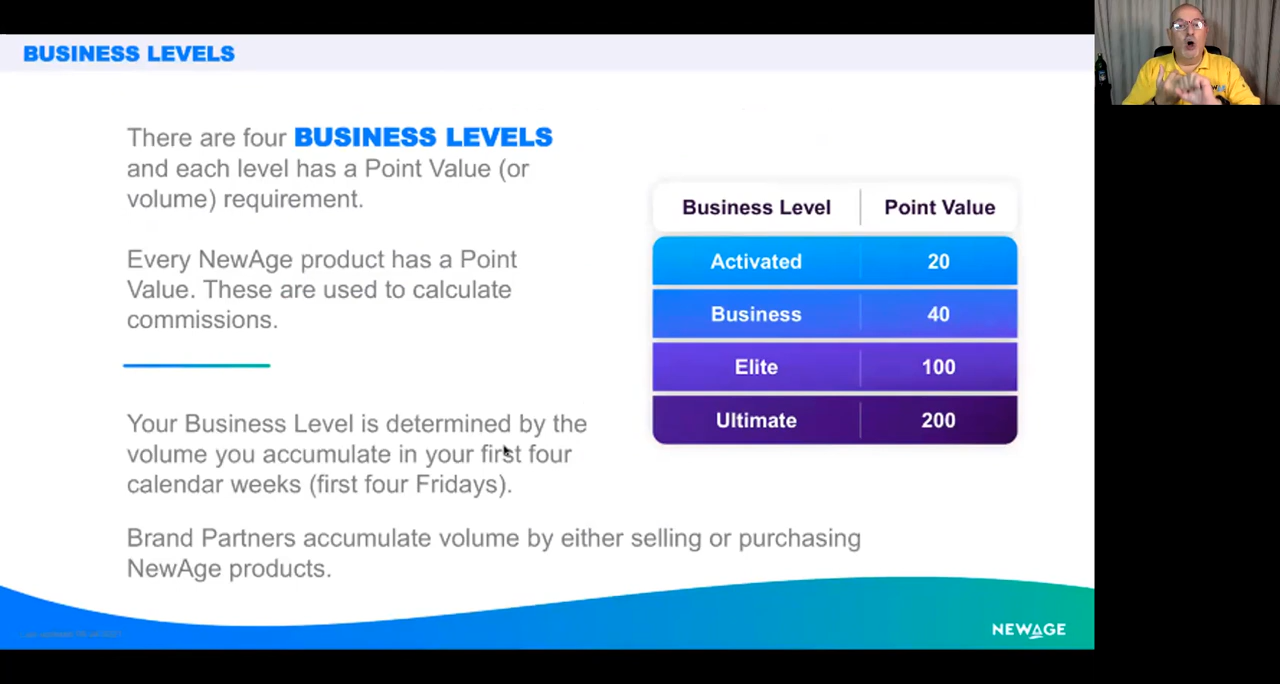 BUSINESS LEVELS
There are four BUSINESS LEVELS
and each level has a Point Value (or
volume) requirement.
Every NewAge product has a Point
Value. These are used to calculate
commissions.
Your Business Level is determined by the
volume you accumulate in your first four
calendar weeks (first four Fridays).
Brand Partners accumulate volume by either selling or purchasing
NewAge products.
Business Level Point Value
Activated 20
Business 40
Elite 100
Ultimate 200
NEWAGE